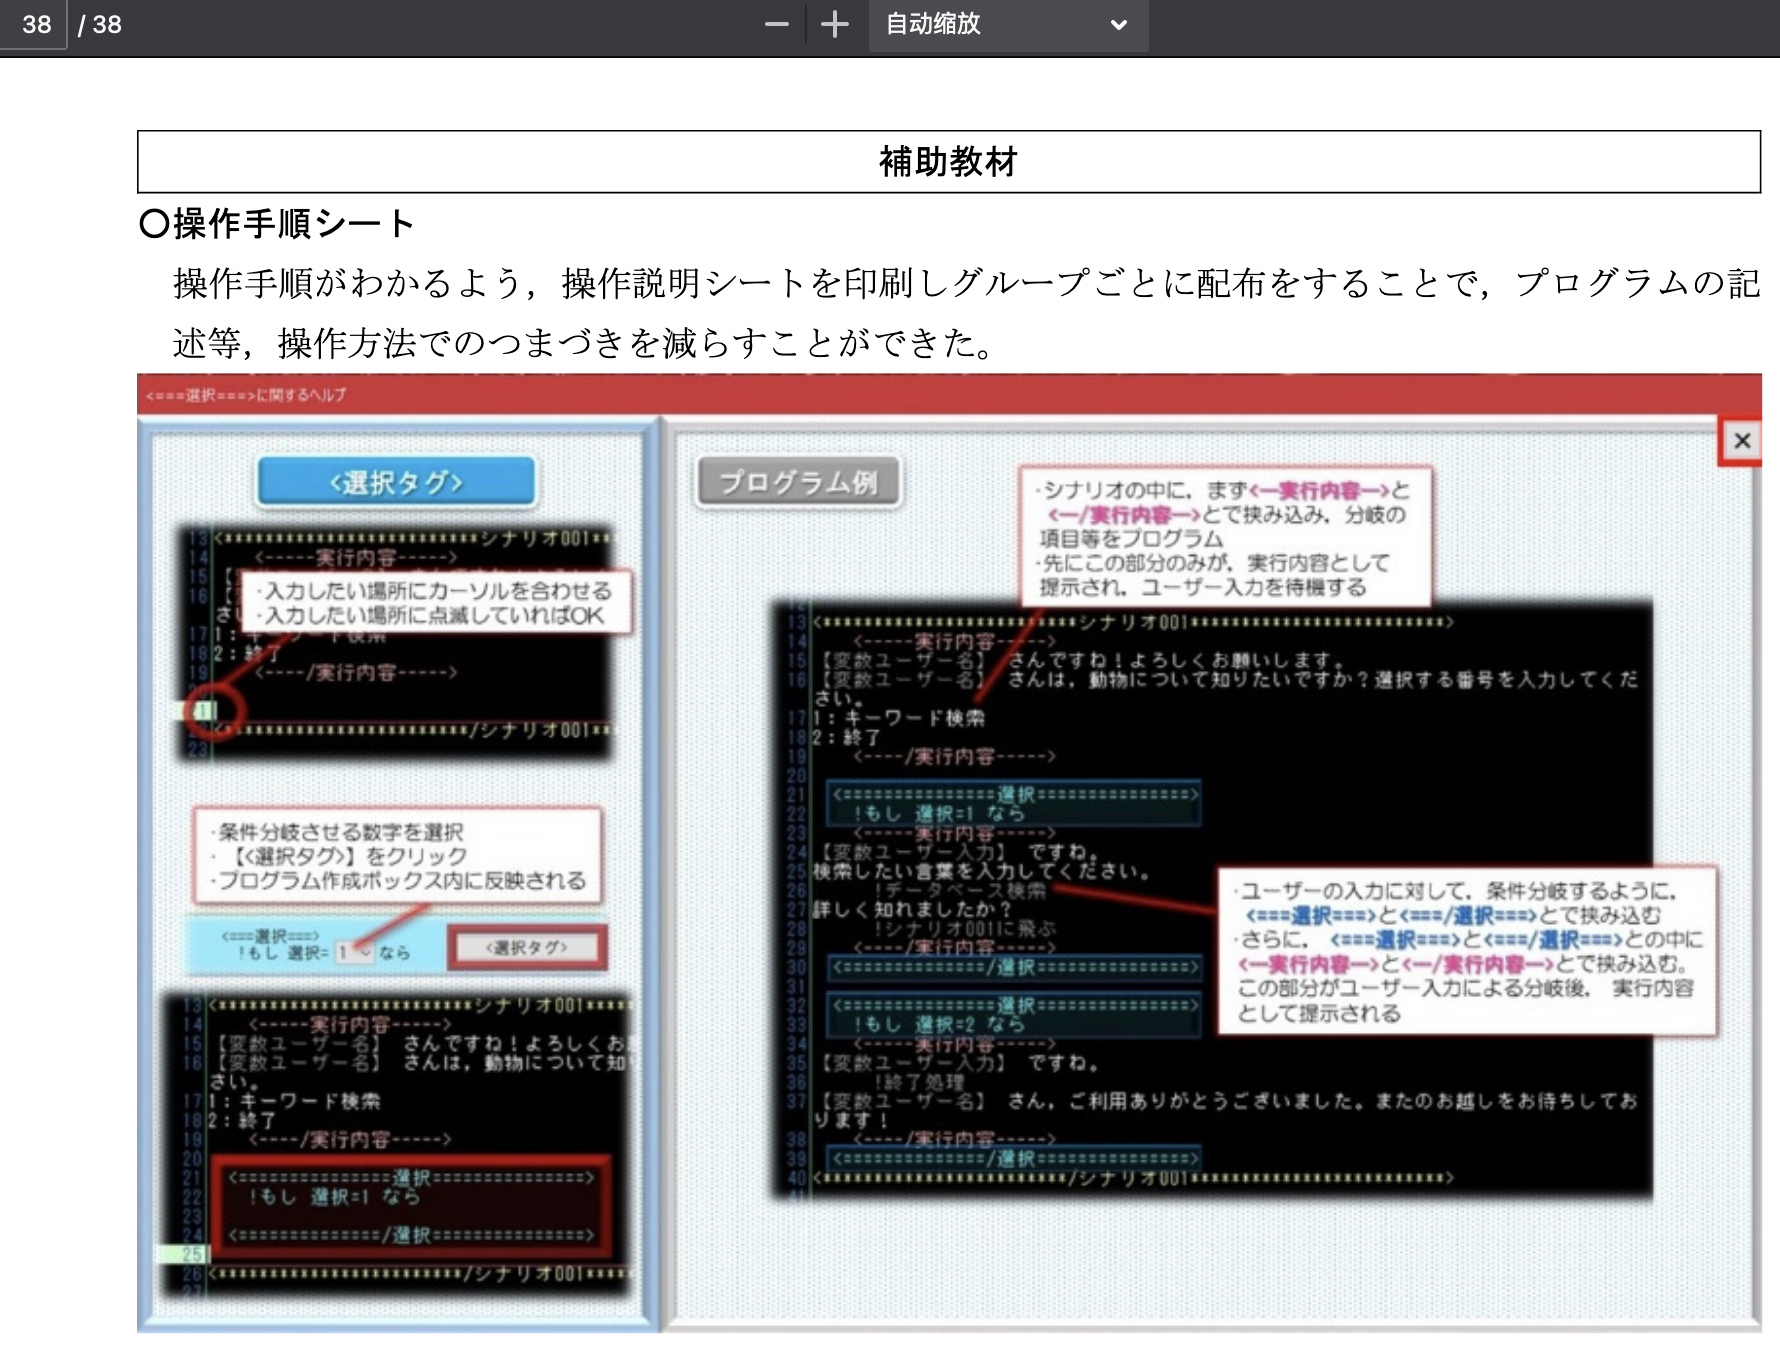 38 / 38
自动缩放
補助教材
〇操作手順シート
操作手順がわかるよう，操作説明シートを印刷しグループごとに配布をすることで，プログラムの記
述等，操作方法でのつまづきを減らすことができた。
<===選択===>に関するヘルプ
<選択タグ>
13<*************************シナリオ001**
14 <-----実行内容----->
15【
16【
・入力したい場所にカーソルを合わせる
・入力したい場所に点滅していればOK
さ
17 1：キーワード検索
18 2：終了
19 <----/実行内容----->
<************************/シナリオ001**
23
・条件分岐させる数字を選択
・【<選択タグ>】をクリック
・プログラム作成ボックス内に反映される
<===選択===>
!もし 選択= 1 なら
<選択タグ>
13<*************************シナリオ001*****
14 <-----実行内容----->
15【変数ユーザー名】 さんですね！よろしくお
16【変数ユーザー名】 さんは，動物について知
さい。
17 1：キーワード検索
18 2：終了
19 <----/実行内容----->
20
21 <==============選択===============>
22 !もし 選択=1 なら
23
24 <==============/選択==============>
25
26<************************/シナリオ001*****
27
プログラム例
×
・シナリオの中に，まず<ー実行内容ー>と
<ー/実行内容ー>とで挟み込み，分岐の
項目等をプログラム
・先にこの部分のみが，実行内容として
提示され，ユーザー入力を待機する
13<*************************シナリオ001*************************>
14 <-----実行内容----->
15【変数ユーザー名】 さんですね！よろしくお願いします。
16【変数ユーザー名】 さんは，動物について知りたいですか？選択する番号を入力してくだ
さい。
17 1：キーワード検索
18 2：終了
19 <----/実行内容----->
20
21 <==============選択===============>
22 !もし 選択=1 なら
23 <-----実行内容----->
24【変数ユーザー入力】 ですね。
25検索したい言葉を入力してください。
26 !データベース検索
27詳しく知れましたか？
28 !シナリオ001に飛ぶ
29 <----/実行内容----->
30 <==============/選択==============>
31
32 <==============選択===============>
33 !もし 選択=2 なら
34 <-----実行内容----->
35【変数ユーザー入力】 ですね。
36 !終了処理
37【変数ユーザー名】 さん，ご利用ありがとうございました。またのお越しをお待ちしてお
ります！
38 <----/実行内容----->
39 <==============/選択==============>
40<************************/シナリオ001*************************>
・ユーザーの入力に対して，条件分岐するように，
<===選択===>と<===/選択===>とで挟み込む
・さらに，<===選択===>と<===/選択===>との中に
<ー実行内容ー>と<ー/実行内容ー>とで挟み込む。
この部分がユーザー入力による分岐後， 実行内容
として提示される